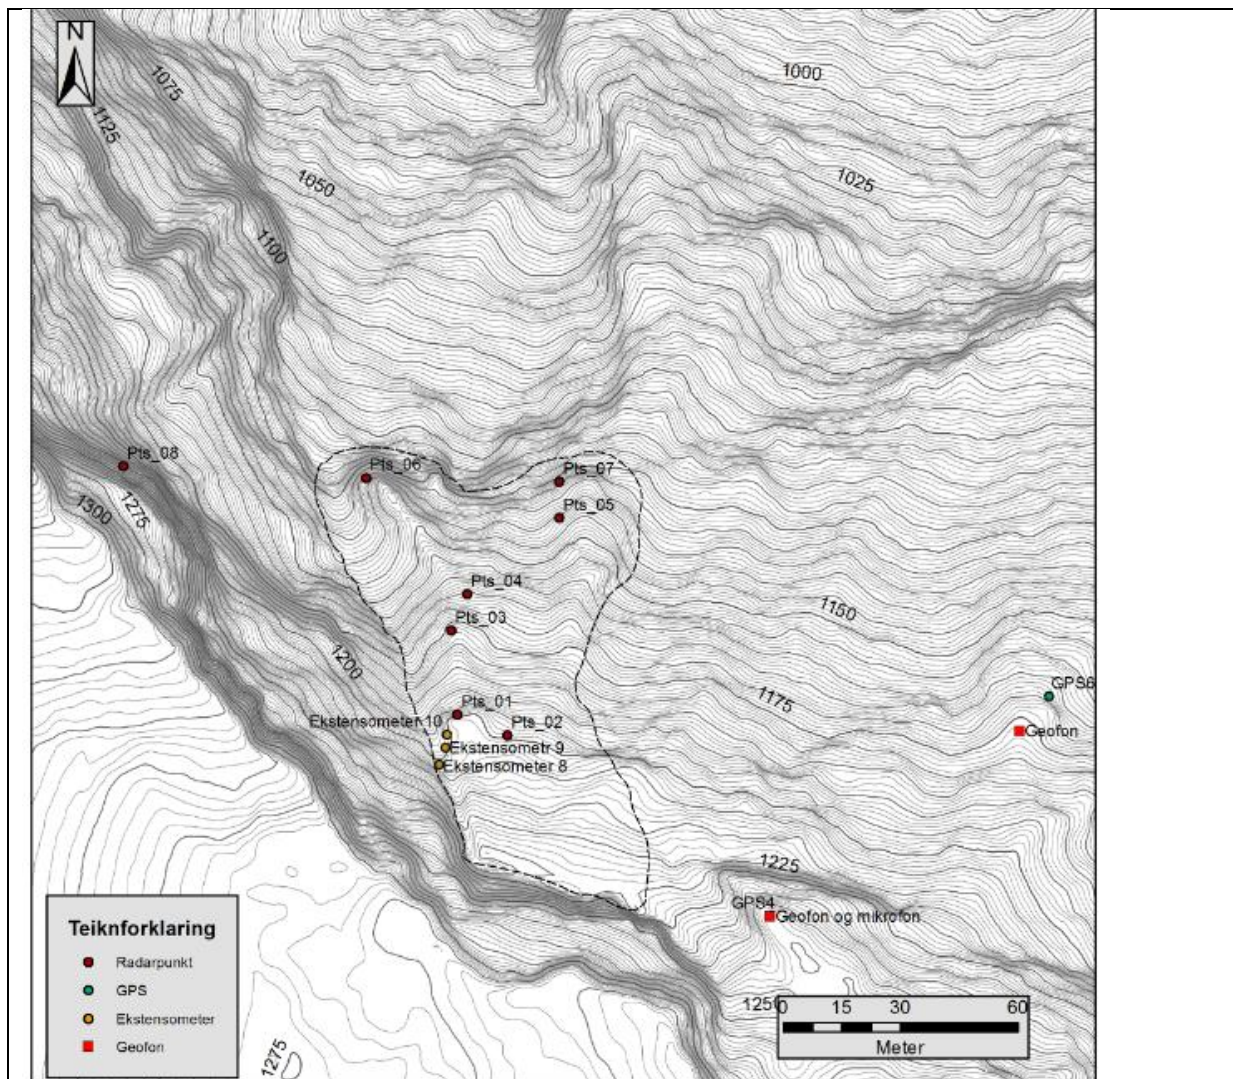 N
1075
1000
1125
1050
1025
1100
Pts_08
Pts_06
Pts_07
1275
1300
Pts_05
Pts_04
1150
Pts_03
1200
1175
GPS6
Pts_01
Ekstensometer 10
Pts_02
Geofon
Ekstensometr 9
Ekstensometer 8
1225
GPS4
Geofon og mikrofon
Teiknforklaring
Radarpunkt
GPS
Ekstensometer
Geofon
1250
0 15 30 60
Meter
1275